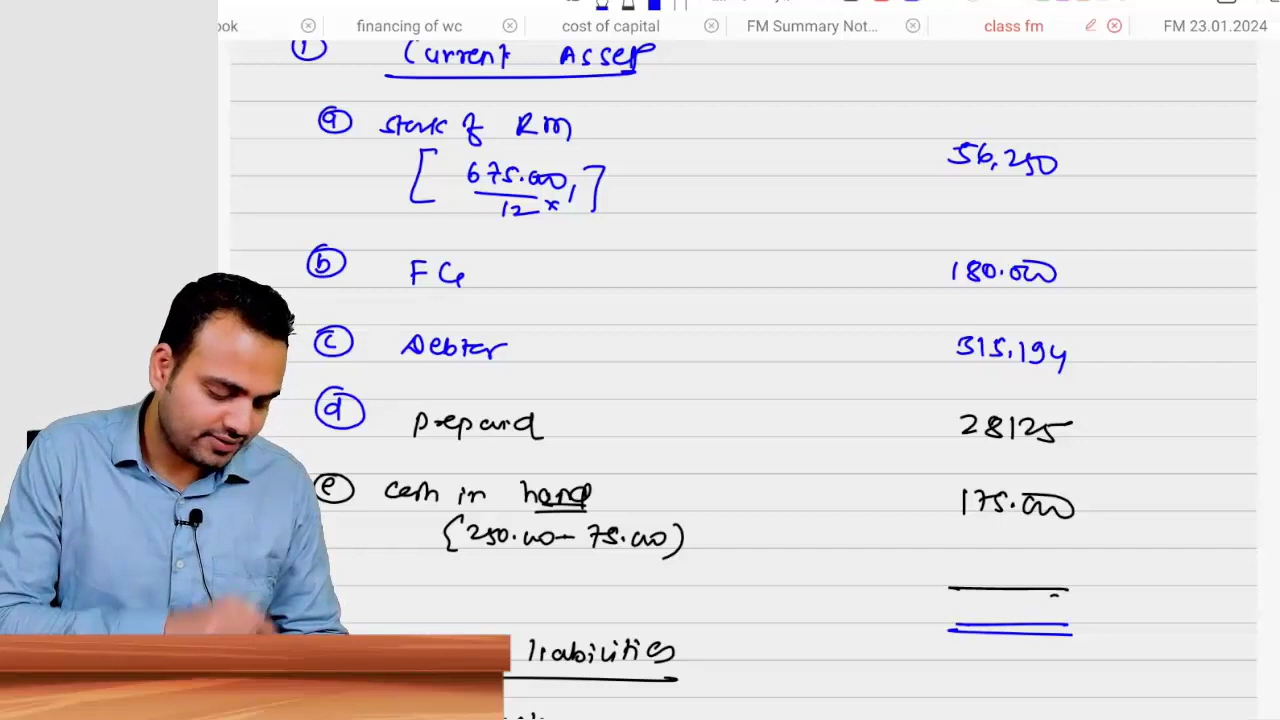 ook financing of wc cost of capital FM Summary Not... class fm FM 23.01.2024
1 Current Asset
a stock of RM 56,250
[ 675.000 / 12 × 1 ]
b FG 180.000
c Debtor 315,194
d prepaid 28125
e cash in hand 175.000
(250.000 - 75.000)
liabilities